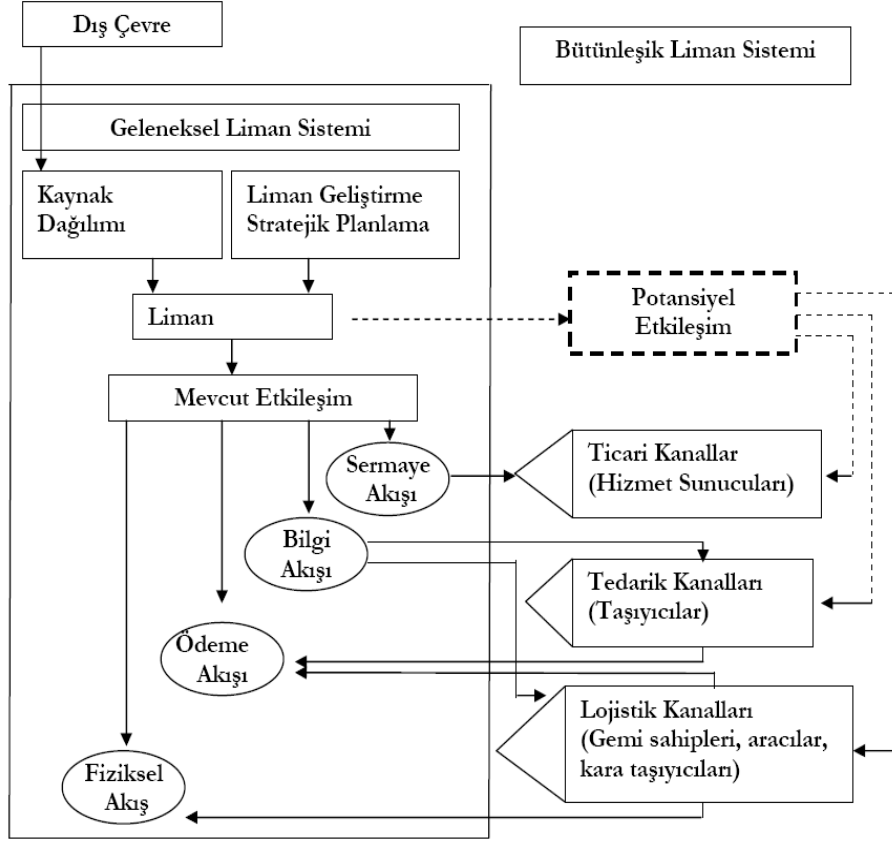 Dış Çevre
Bütünleşik Liman Sistemi
Geleneksel Liman Sistemi
Kaynak
Dağılımı
Liman Geliştirme
Stratejik Planlama
Liman
Potansiyel
Etkileşim
Mevcut Etkileşim
Sermaye
Akışı
Ticari Kanallar
(Hizmet Sunucuları)
Bilgi
Akışı
Tedarik Kanalları
(Taşıyıcılar)
Ödeme
Akışı
Lojistik Kanalları
(Gemi sahipleri, aracılar,
kara taşıyıcıları)
Fiziksel
Akış